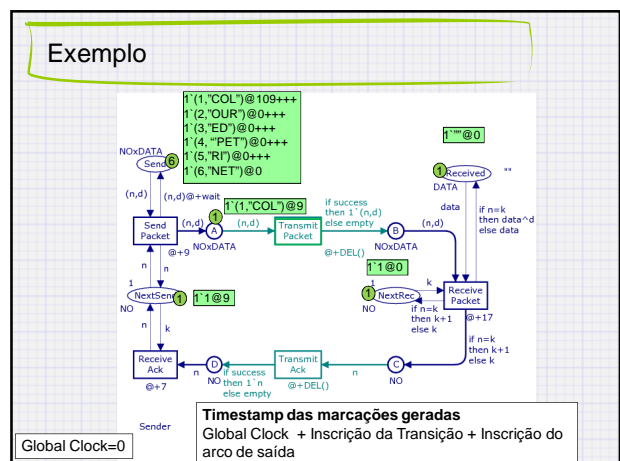 Exemplo
1`(1,"COL")@109+++
1`(2,"OUR")@0+++
1`(3,"ED")@0+++
1`(4, "'PET")@0+++
1`(5,"RI")@0+++
1`(6,"NET")@0
1`""@0
NOxDATA
Send
6
1
Received
""
DATA
(n,d)
(n,d)@+wait
1`(1,"COL")@9
1
if success
then 1`(n,d)
else empty
data
if n=k
then data^d
else data
Send
Packet
(n,d)
A
(n,d)
Transmit
Packet
B
(n,d)
@+9
NOxDATA
@+DEL()
NOxDATA
n
n
1`1@0
1
NextSend
1
1`1@9
NO
1
1
NextRec
NO
k
Receive
Packet
if n=k
then k+1
else k
@+17
n
k
if n=k
then k+1
else k
Receive
Ack
n
D
Transmit
Ack
n
C
@+7
NO
if success
then 1`n
else empty
@+DEL()
NO
Sender
Timestamp das marcações geradas
Global Clock + Inscrição da Transição + Inscrição do
arco de saída
Global Clock=0